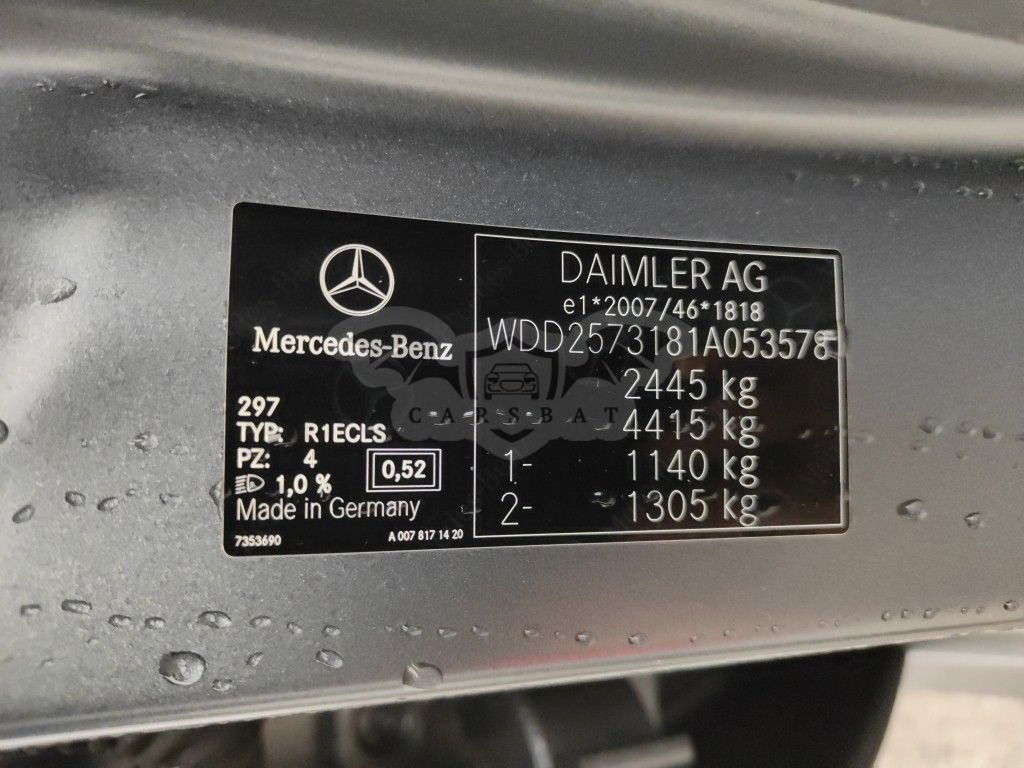 Mercedes-Benz
297
TYP: R1ECLS
PZ: 4
0,52
1,0 %
Made in Germany
7353690
A 007 817 14 20
DAIMLER AG
e1*2007/46*1818
WDD2573181A053578
2445 kg
4415 kg
1- 1140 kg
2- 1305 kg
CARSBAT